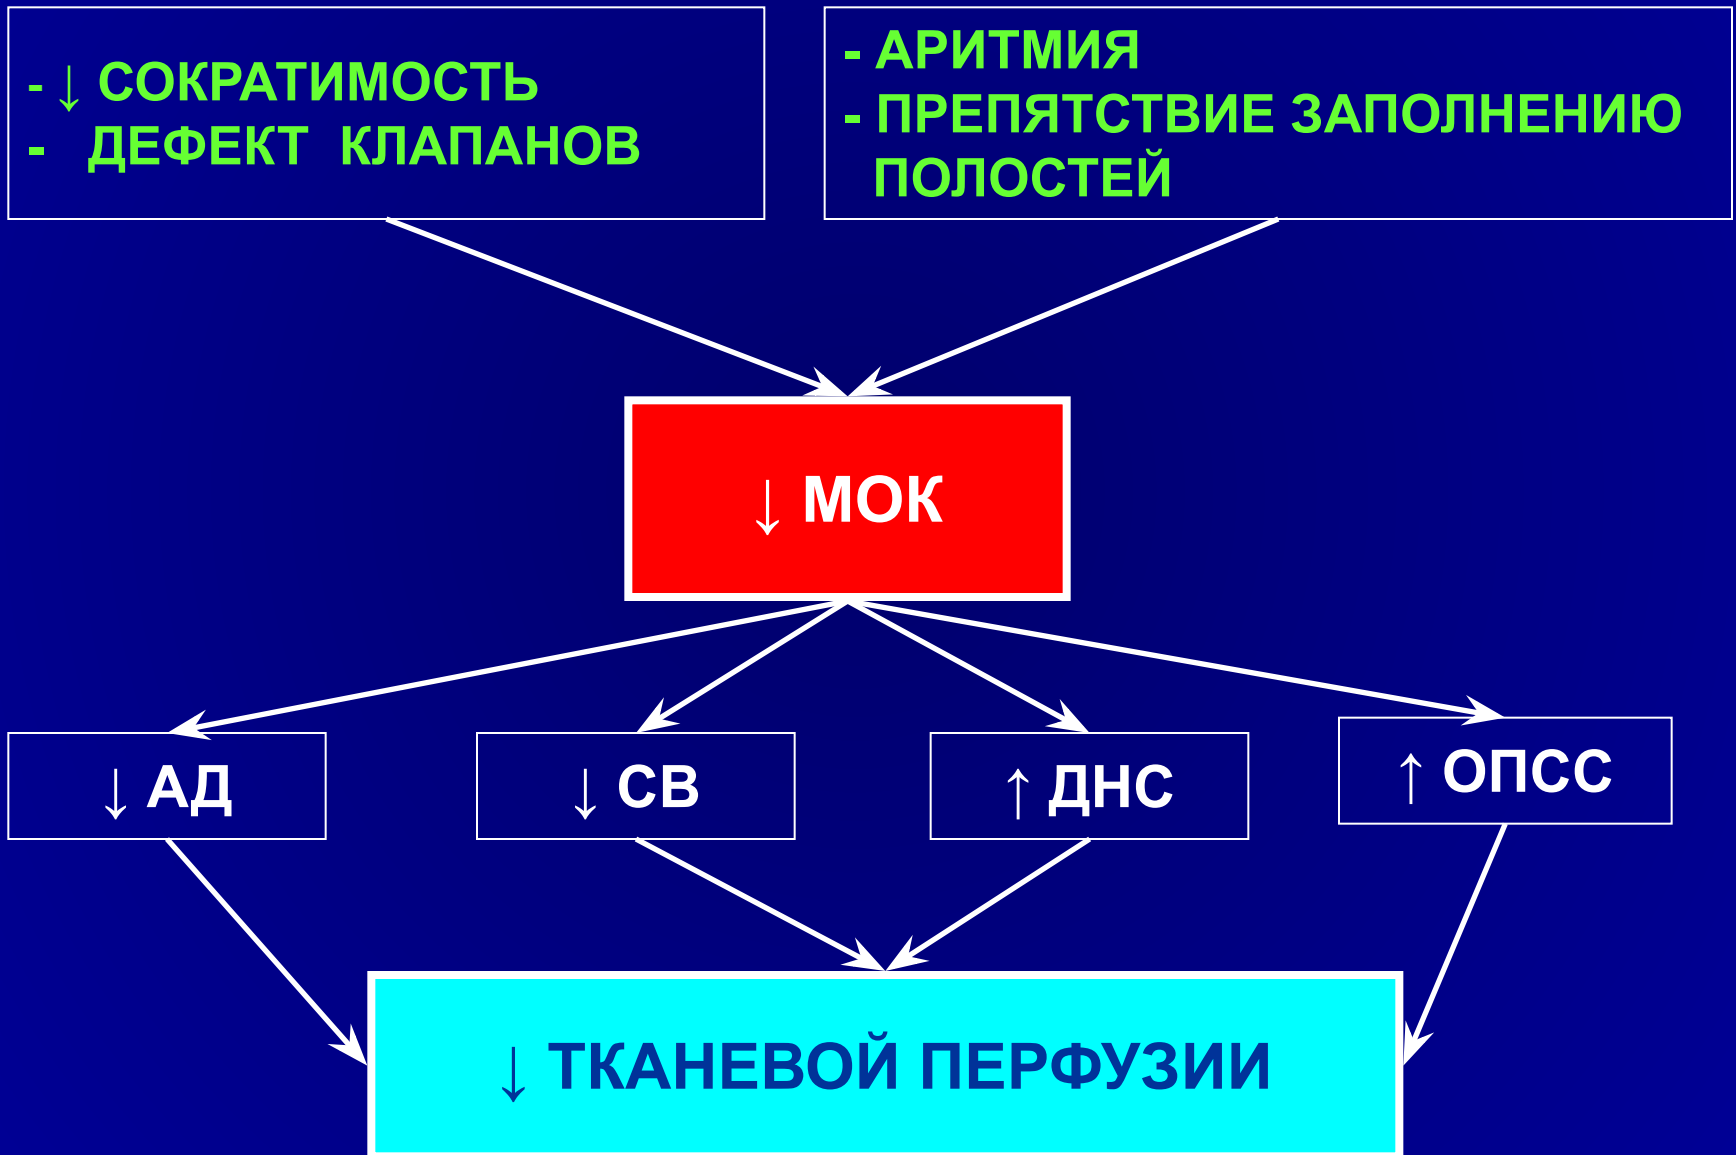 - ↓ СОКРАТИМОСТЬ
- ДЕФЕКТ КЛАПАНОВ
- АРИТМИЯ
- ПРЕПЯТСТВИЕ ЗАПОЛНЕНИЮ
ПОЛОСТЕЙ
↓ МОК
↓ АД
↓ СВ
↑ ДНС
↑ ОПСС
↓ ТКАНЕВОЙ ПЕРФУЗИИ